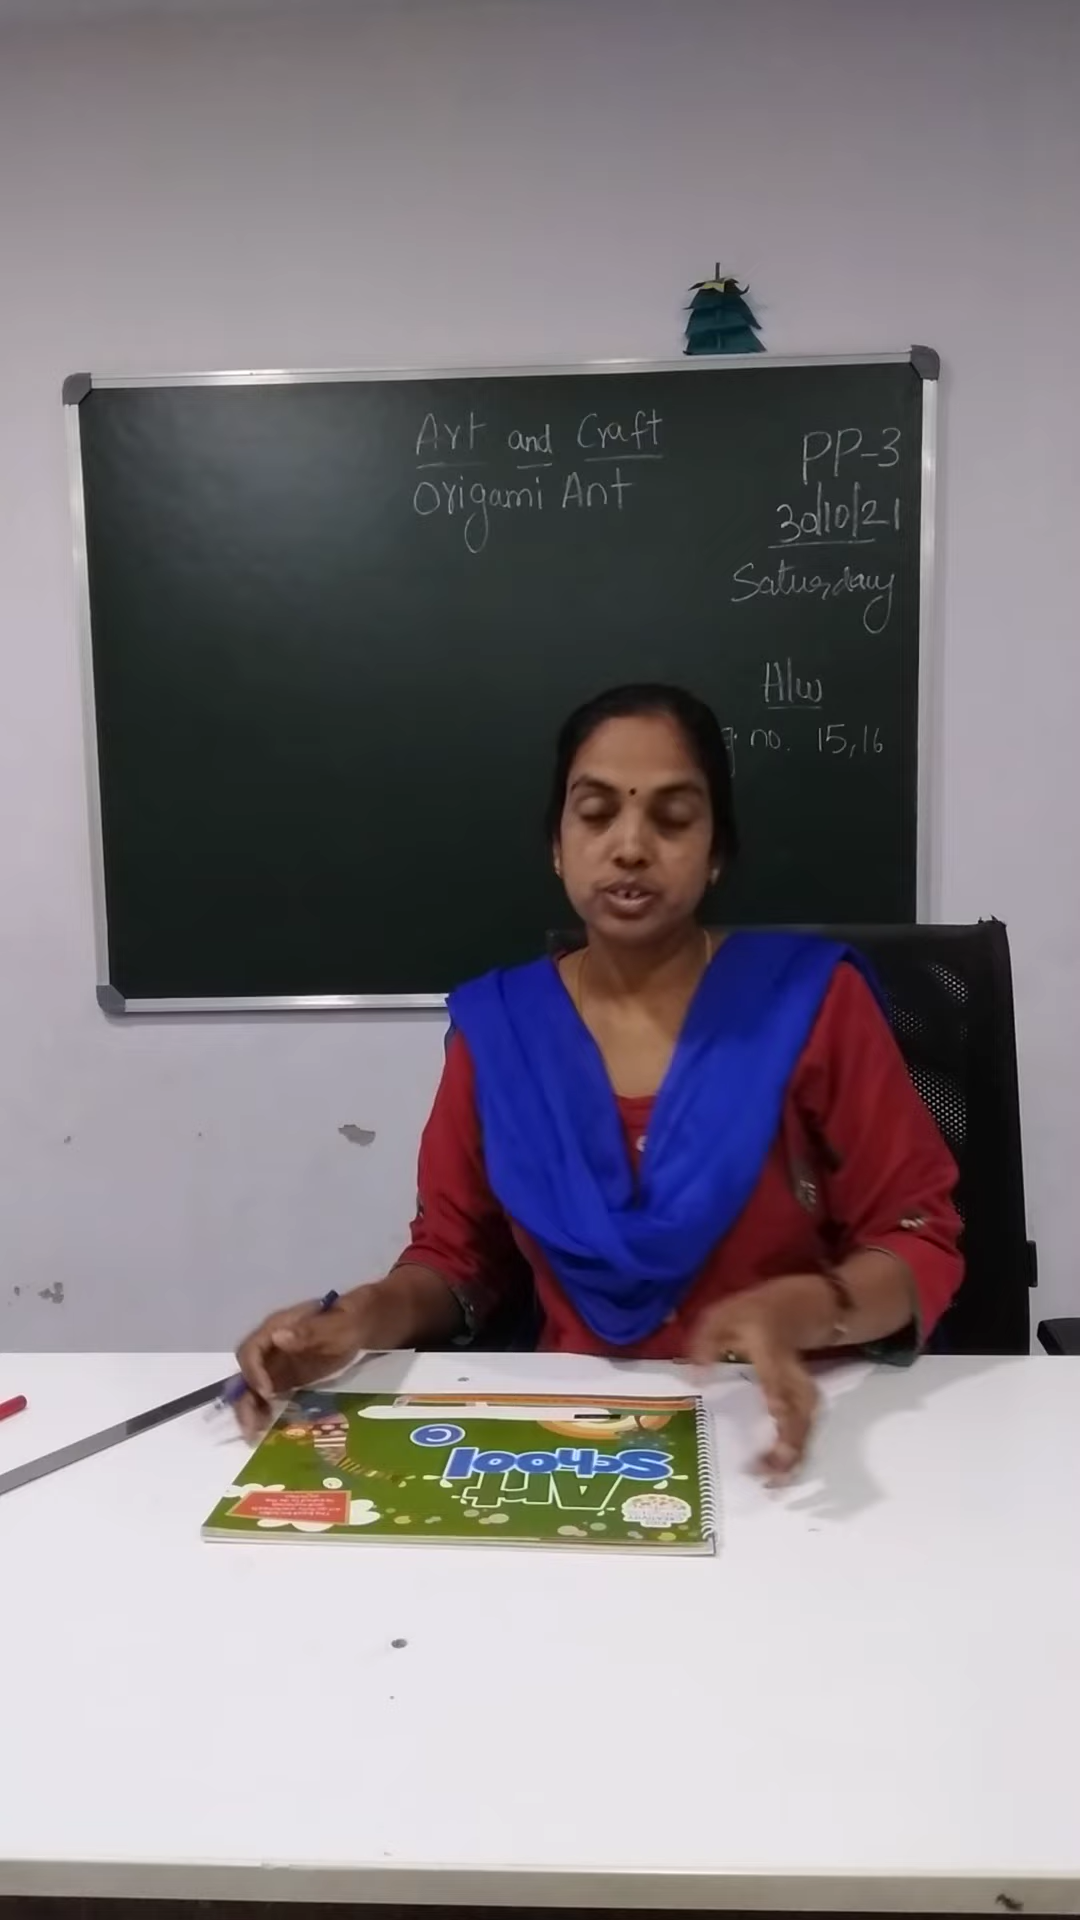 Art and Craft
Origami Ant
PP-3
30/10/21
Saturday
H/w
no. 15,16
Art
School
C